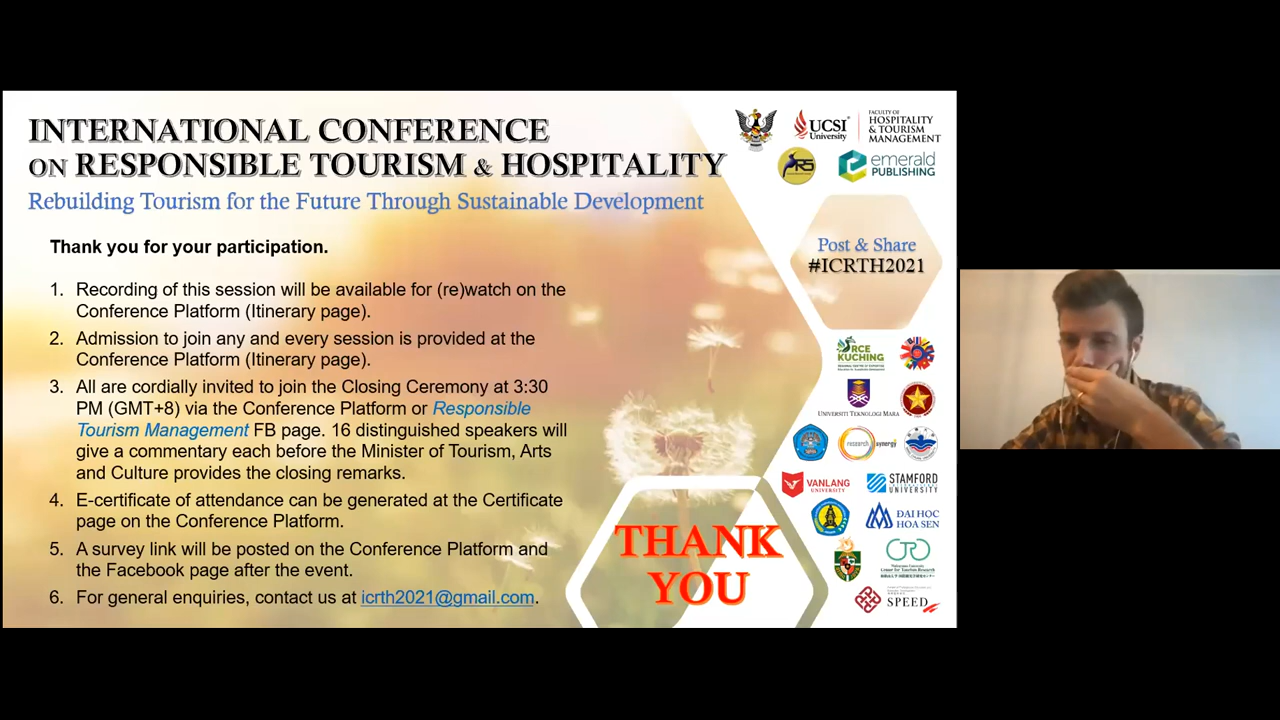 INTERNATIONAL CONFERENCE
ON RESPONSIBLE TOURISM & HOSPITALITY
Rebuilding Tourism for the Future Through Sustainable Development
Thank you for your participation.
1. Recording of this session will be available for (re)watch on the
Conference Platform (Itinerary page).
2. Admission to join any and every session is provided at the
Conference Platform (Itinerary page).
3. All are cordially invited to join the Closing Ceremony at 3:30
PM (GMT+8) via the Conference Platform or Responsible
Tourism Management FB page. 16 distinguished speakers will
give a commentary each before the Minister of Tourism, Arts
and Culture provides the closing remarks.
4. E-certificate of attendance can be generated at the Certificate
page on the Conference Platform.
5. A survey link will be posted on the Conference Platform and
the Facebook page after the event.
6. For general enquiries, contact us at icrth2021@gmail.com.
THANK
YOU
UCSI
University
FACULTY OF
HOSPITALITY
& TOURISM
MANAGEMENT
emerald
PUBLISHING
Post & Share
#ICRTH2021
RCE
KUCHING
UNIVERSITI TEKNOLOGI MARA
research synergy
VANLANG
UNIVERSITY
STAMFORD
UNIVERSITY
ĐẠI HỌC
HOA SEN
Center for Tourism Research
SPEED